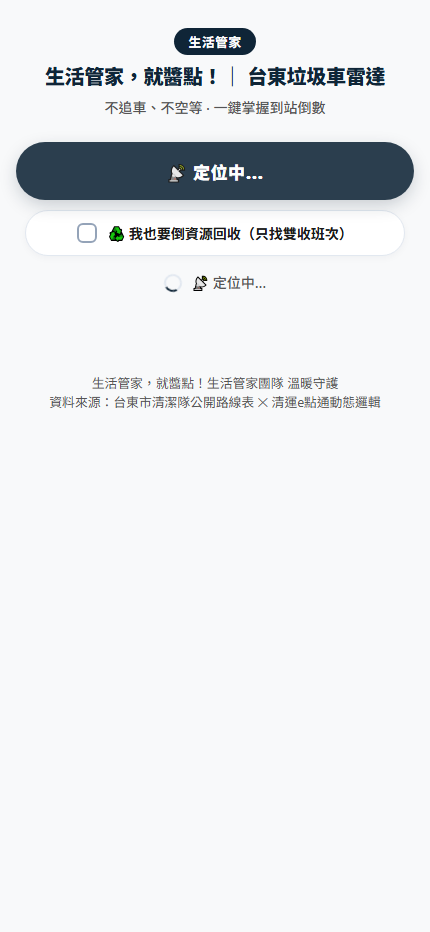 生活管家
生活管家，就醬點！｜ 台東垃圾車雷達
不追車、不空等 · 一鍵掌握到站倒數
📡 定位中...
♻️ 我也要倒資源回收（只找雙收班次）
📡 定位中...
生活管家，就醬點！生活管家團隊 溫暖守護
資料來源：台東市清潔隊公開路線表 ✕ 清運e點通動態邏輯